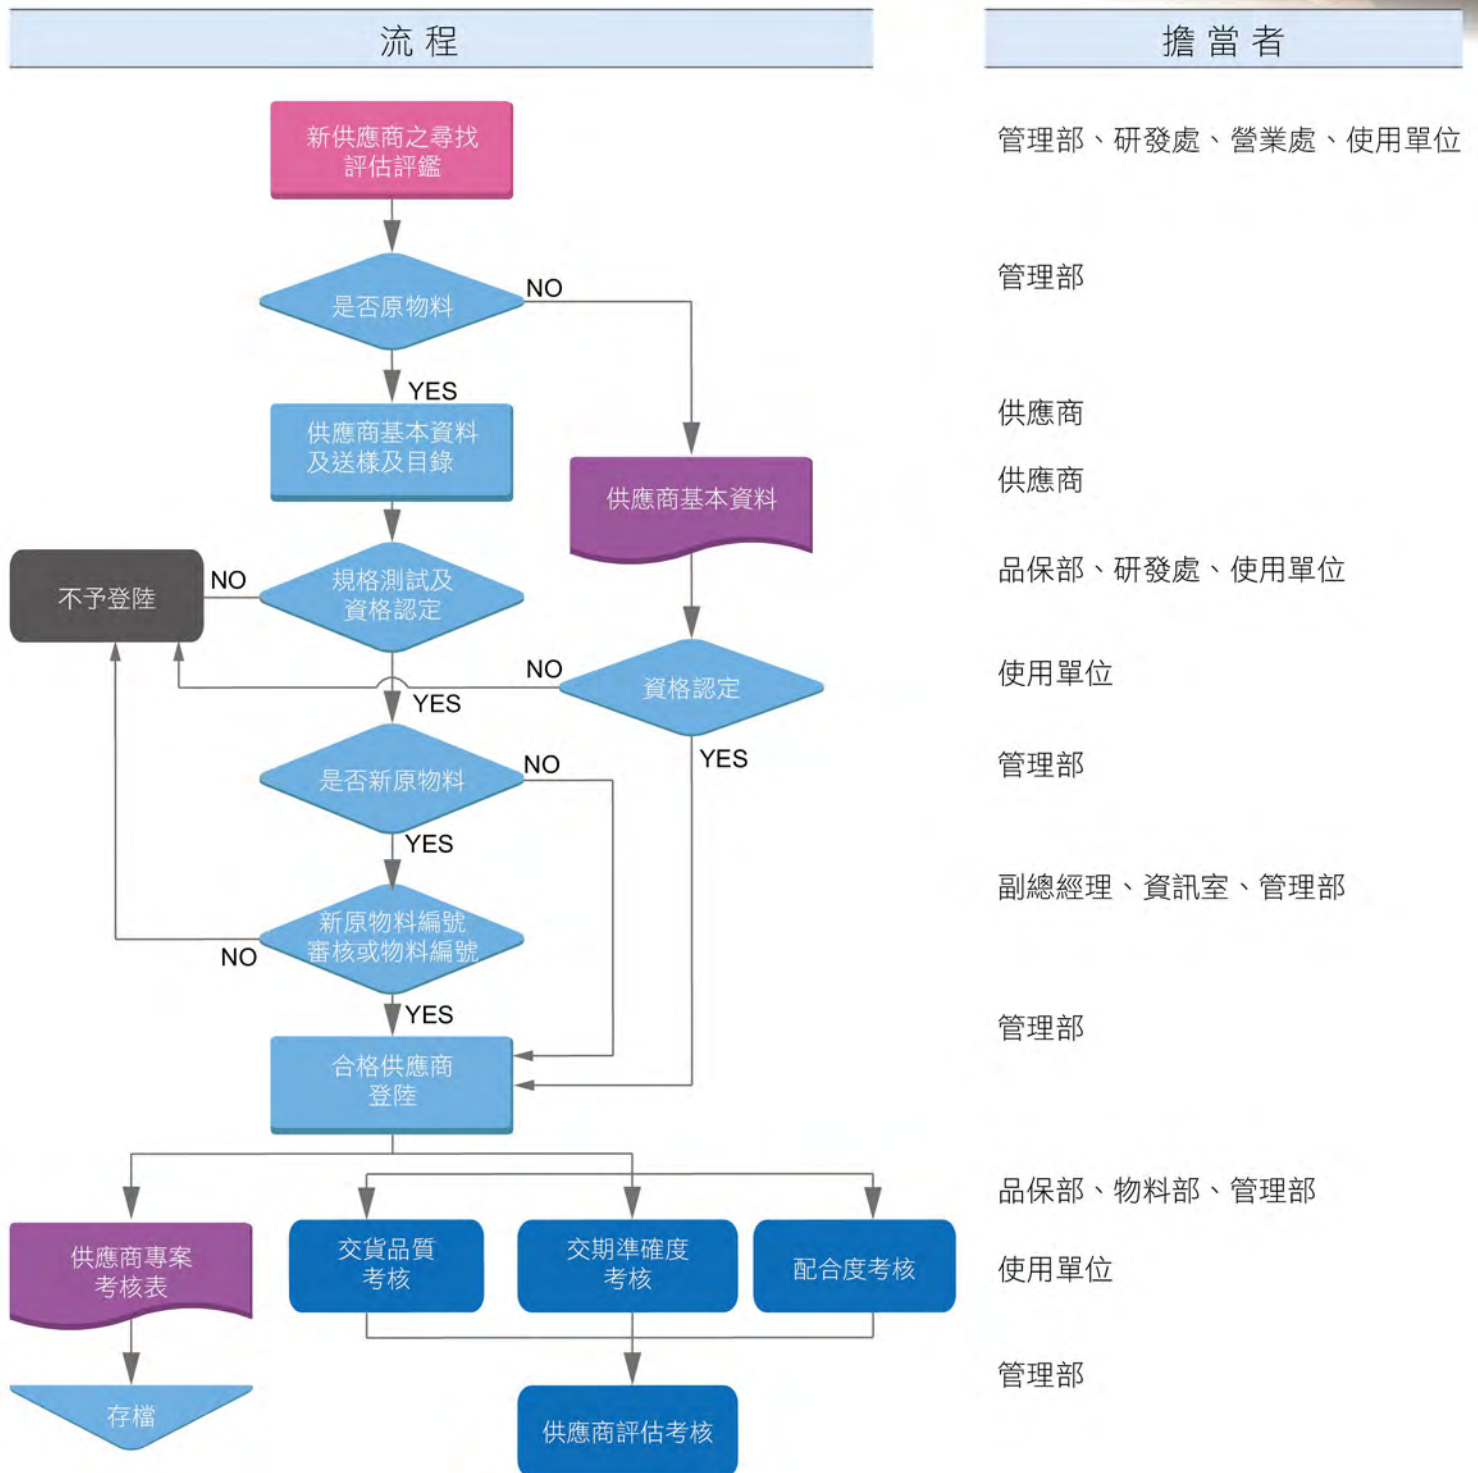 流程
擔當者
新供應商之尋找
評估評鑑
管理部、研發處、營業處、使用單位
是否原物料
NO
管理部
YES
供應商基本資料
及送樣及目錄
供應商
供應商基本資料
供應商
不予登陸
NO
規格測試及
資格認定
品保部、研發處、使用單位
YES
NO
資格認定
使用單位
YES
是否新原物料
NO
管理部
YES
新原物料編號
審核或物料編號
NO
副總經理、資訊室、管理部
YES
合格供應商
登陸
管理部
品保部、物料部、管理部
供應商專案
考核表
交貨品質
考核
交期準確度
考核
配合度考核
使用單位
存檔
供應商評估考核
管理部